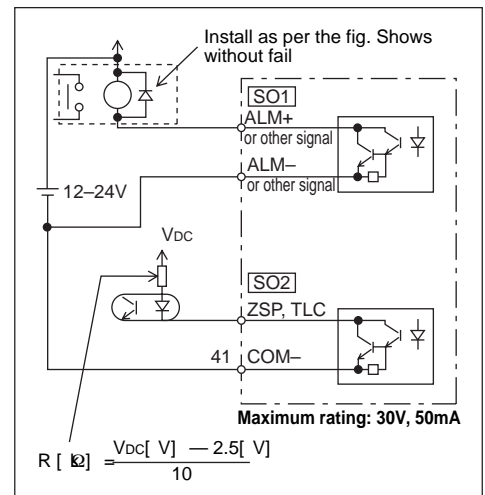 Install as per the fig. Shows
without fail
SO1
ALM+
or other signal
ALM–
or other signal
12–24V
VDC
SO2
ZSP, TLC
41 COM–
Maximum rating: 30V, 50mA
R [ kΩ] = VDC[ V] — 2.5[ V]
10